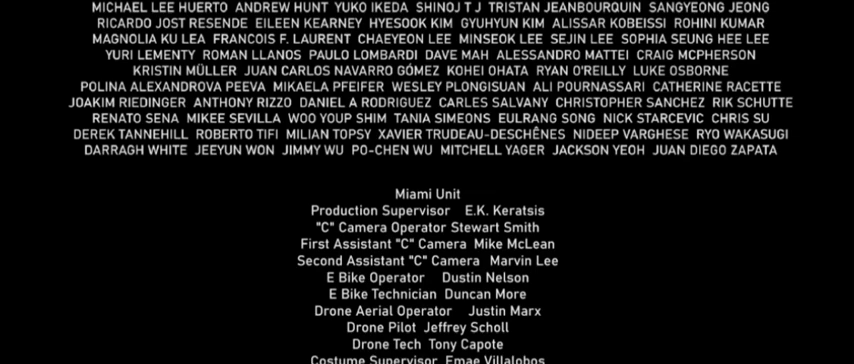 MICHAEL LEE HUERTO ANDREW HUNT YUKO IKEDA SHINOJ T J TRISTAN JEANBOURQUIN SANGYEONG JEONG
RICARDO JOST RESENDE EILEEN KEARNEY HYESOOK KIM GYUHYUN KIM ALISSAR KOBEISSI ROHINI KUMAR
MAGNOLIA KU LEA FRANCOIS F. LAURENT CHAEYEON LEE MINSEOK LEE SEJIN LEE SOPHIA SEUNG HEE LEE
YURI LEMENTY ROMAN LLANOS PAULO LOMBARDI DAVE MAH ALESSANDRO MATTEI CRAIG MCPHERSON
KRISTIN MÜLLER JUAN CARLOS NAVARRO GÓMEZ KOHEI OHATA RYAN O'REILLY LUKE OSBORNE
POLINA ALEXANDROVA PEEVA MIKAELA PFEIFER WESLEY PLONGISUAN ALI POURNASSARI CATHERINE RACETTE
JOAKIM RIEDINGER ANTHONY RIZZO DANIEL A RODRIGUEZ CARLES SALVANY CHRISTOPHER SANCHEZ RIK SCHUTTE
RENATO SENA MIKEE SEVILLA WOO YOUP SHIM TANIA SIMEONS EULRANG SONG NICK STARCEVIC CHRIS SU
DEREK TANNEHILL ROBERTO TIFI MILIAN TOPSY XAVIER TRUDEAU-DESCHÊNES NIDEEP VARGHESE RYO WAKASUGI
DARRAGH WHITE JEEYUN WON JIMMY WU PO-CHEN WU MITCHELL YAGER JACKSON YEOH JUAN DIEGO ZAPATA
Miami Unit
Production Supervisor E.K. Keratsis
"C" Camera Operator Stewart Smith
First Assistant "C" Camera Mike McLean
Second Assistant "C" Camera Marvin Lee
E Bike Operator Dustin Nelson
E Bike Technician Duncan More
Drone Aerial Operator Justin Marx
Drone Pilot Jeffrey Scholl
Drone Tech Tony Capote
Costume Supervisor Emae Villalobos